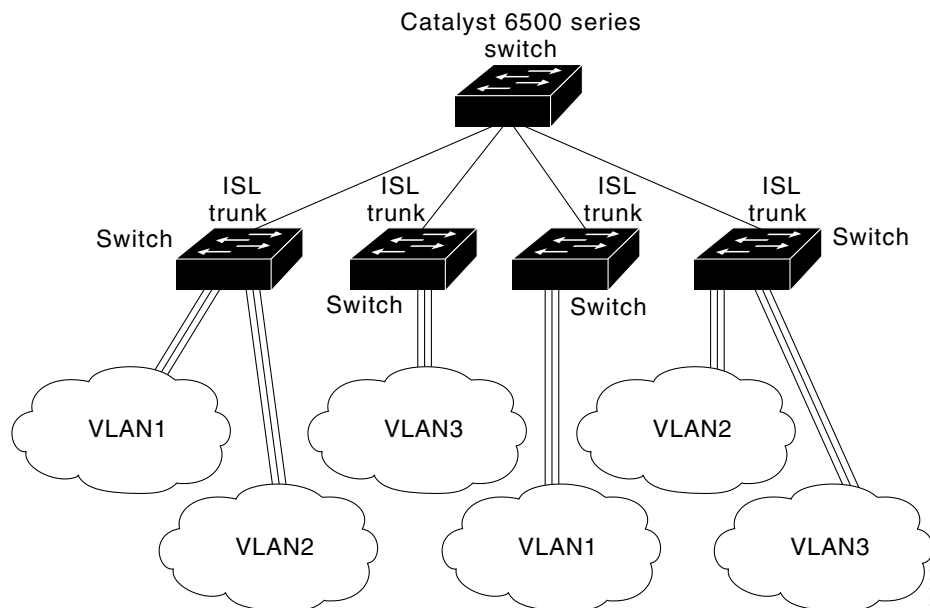 Catalyst 6500 series
switch
ISL
trunk
ISL
trunk
ISL
trunk
ISL
trunk
Switch
Switch
Switch
Switch
VLAN1
VLAN3
VLAN2
VLAN2
VLAN1
VLAN3